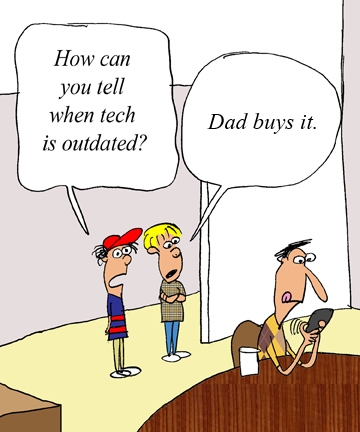 How can
you tell
when tech
is outdated?
Dad buys it.